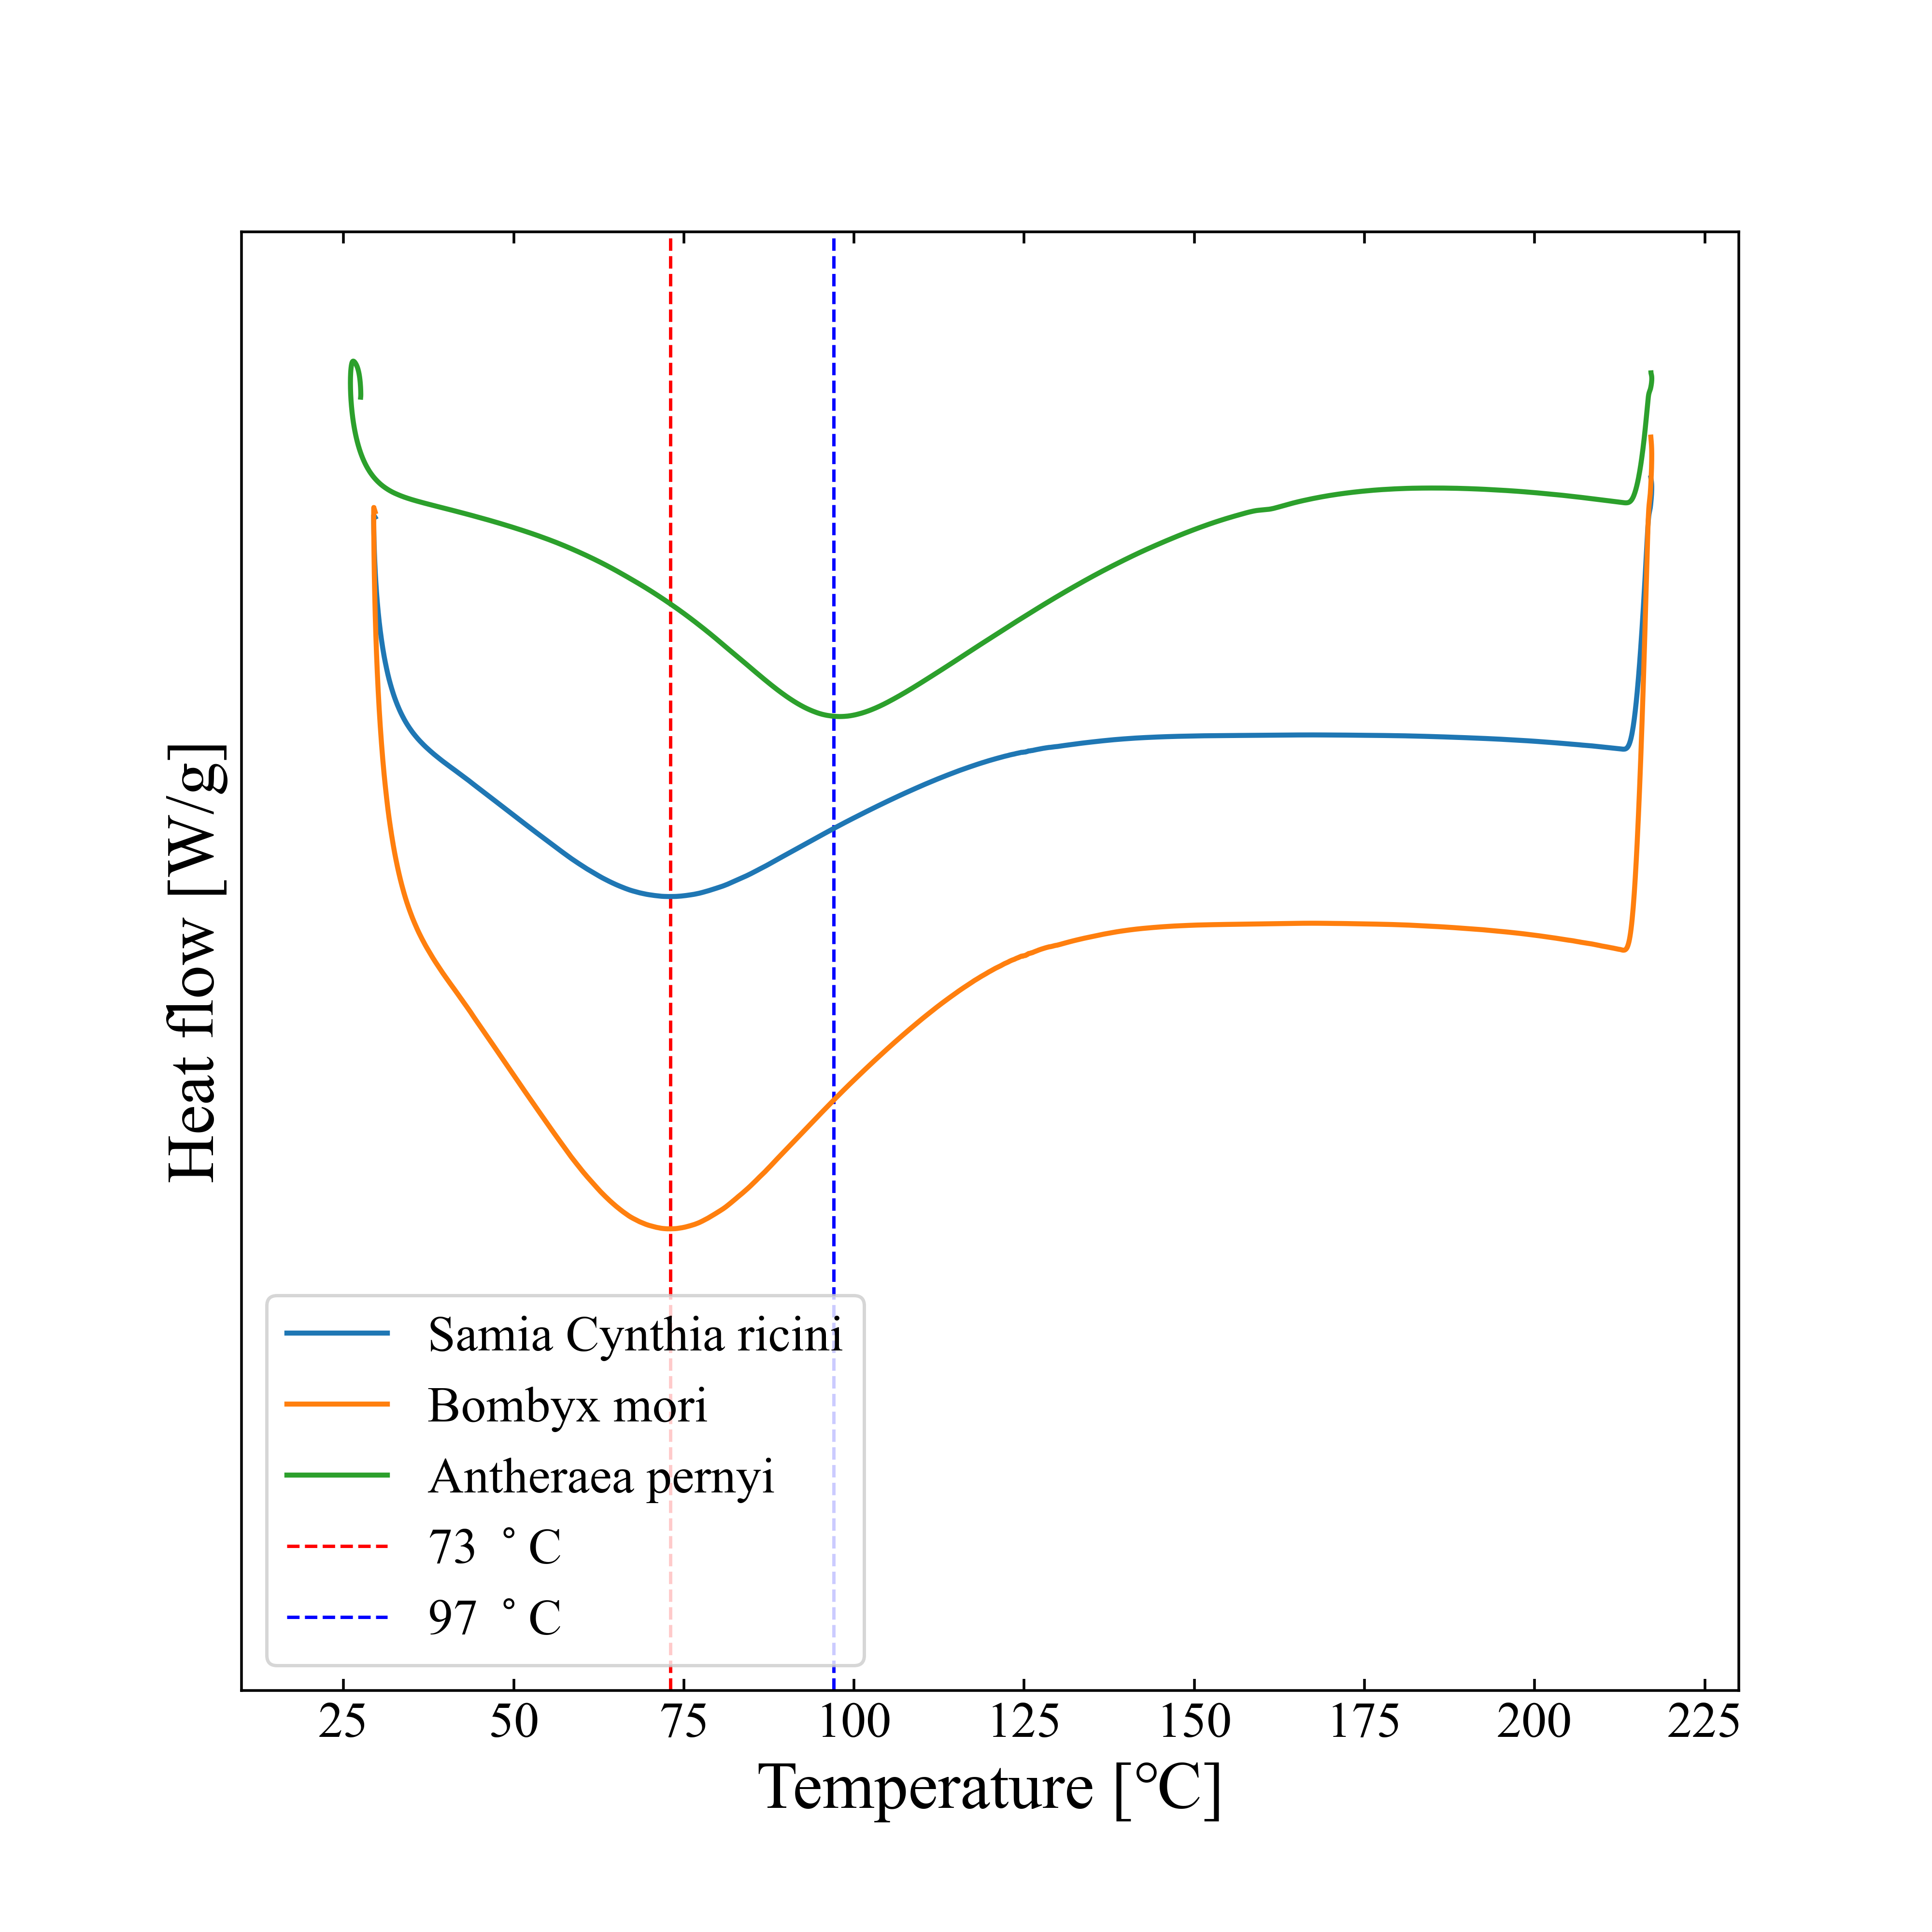 Heat flow [W/g]
Samia Cynthia ricini
Bombyx mori
Antheraea pernyi
73 °C
97 °C
25 50 75 100 125 150 175 200 225
Temperature [°C]